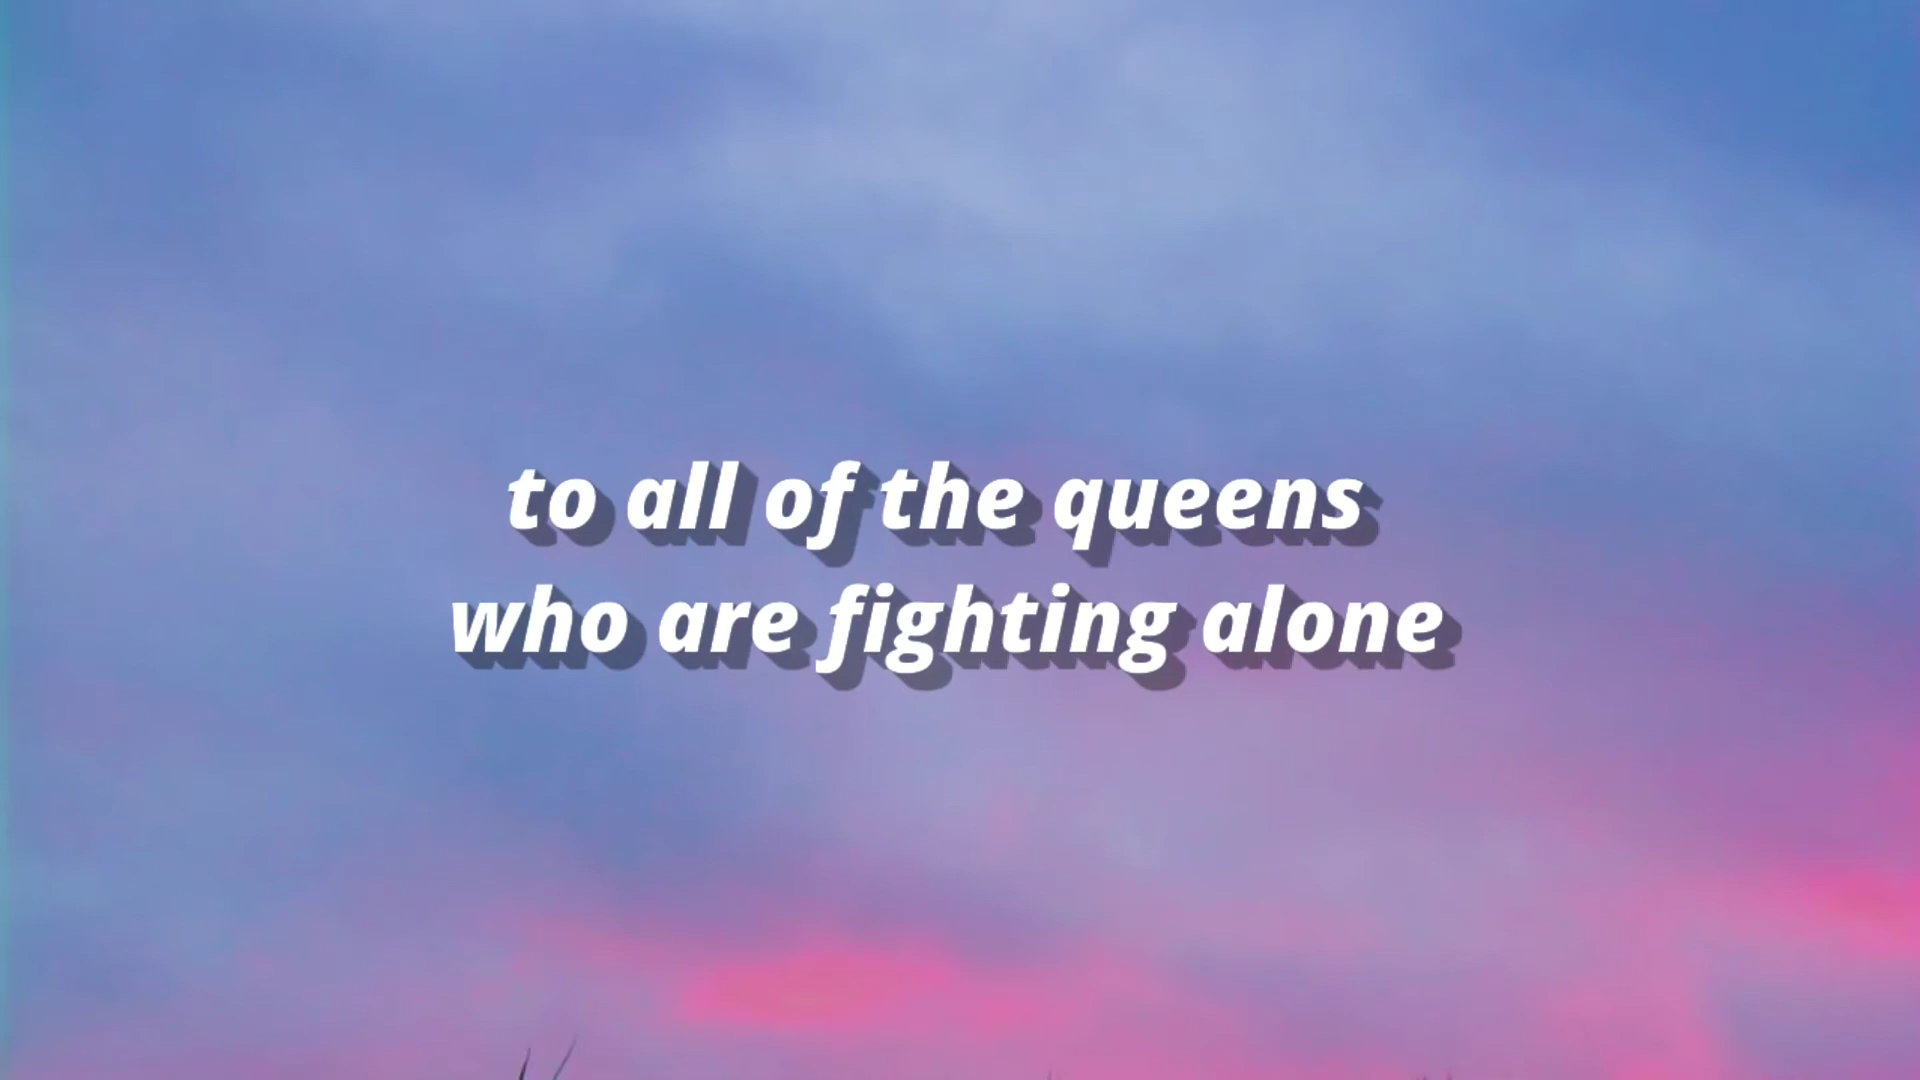 to all of the queens
who are fighting alone